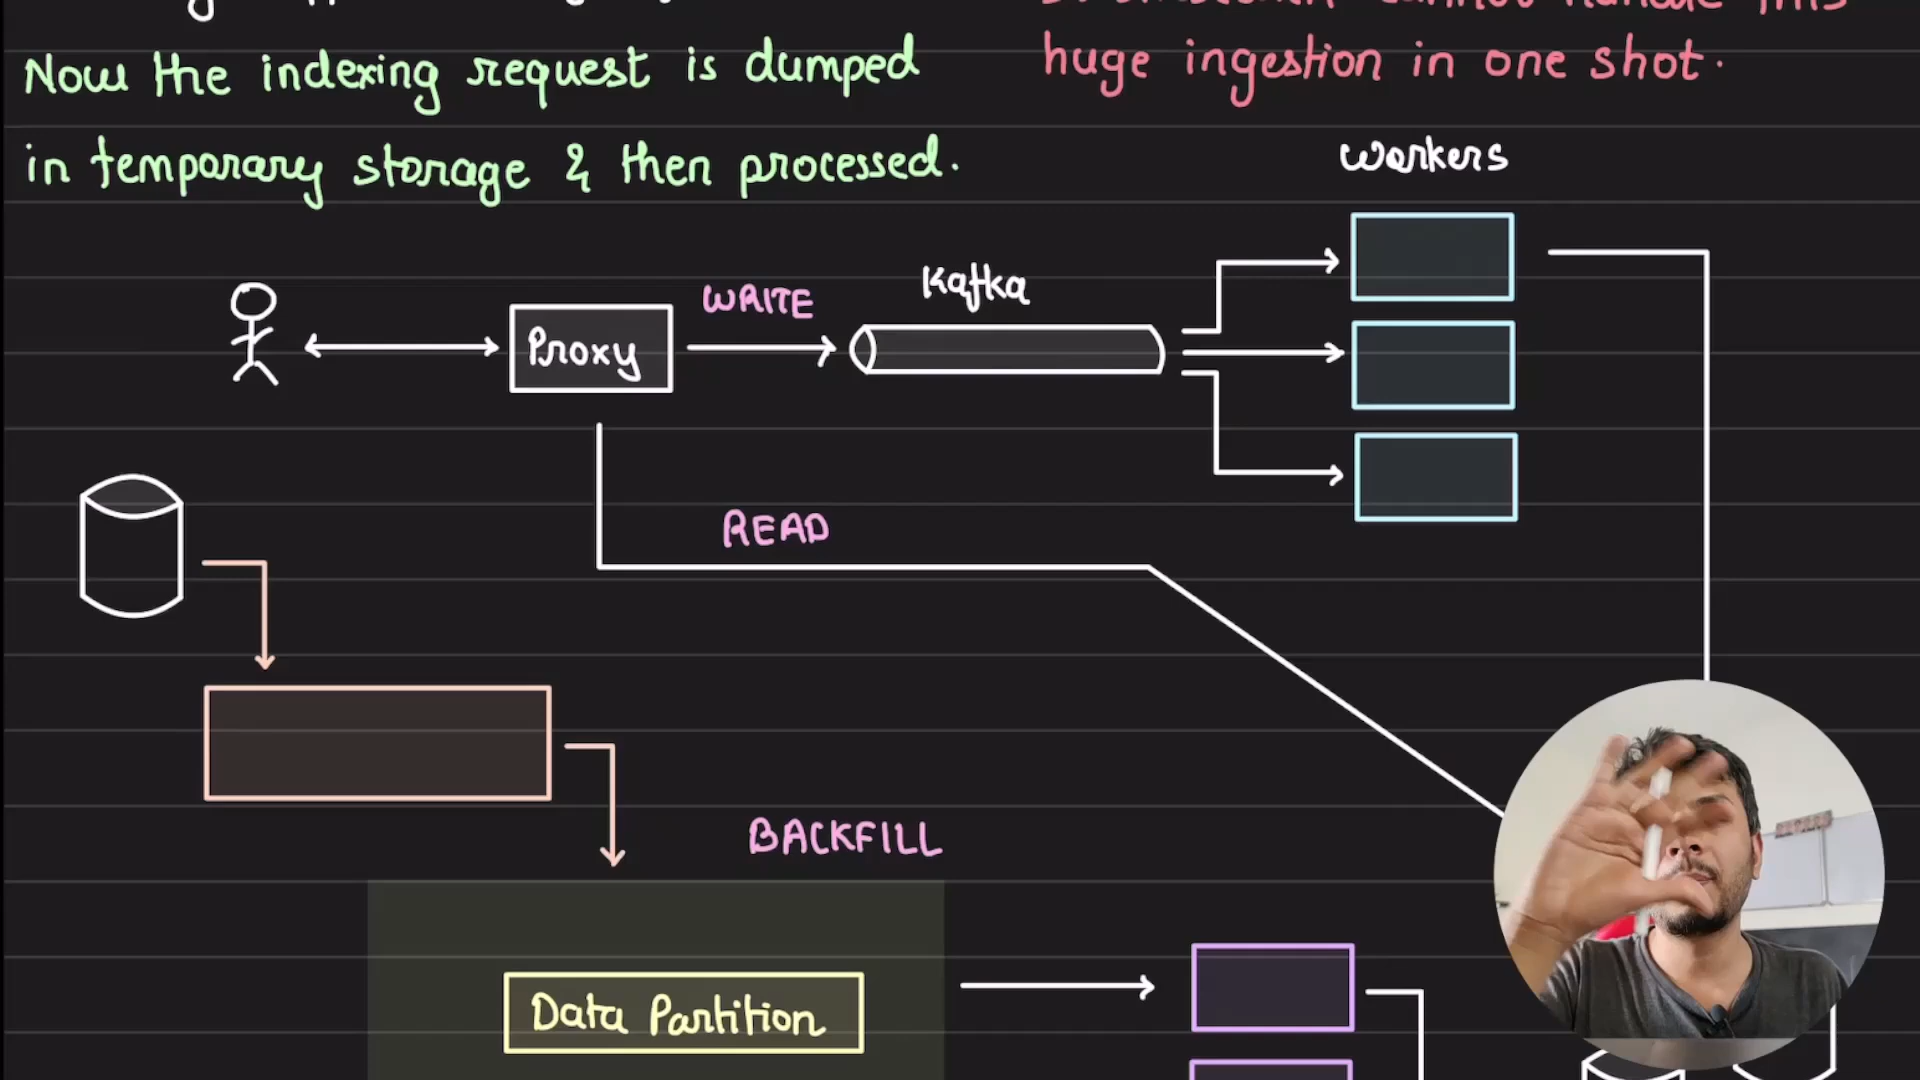 huge ingestion in one shot.
Now the indexing request is dumped
in temporary storage & then processed.
Workers
Kafka
WRITE
Proxy
READ
BACKFILL
Data Partition